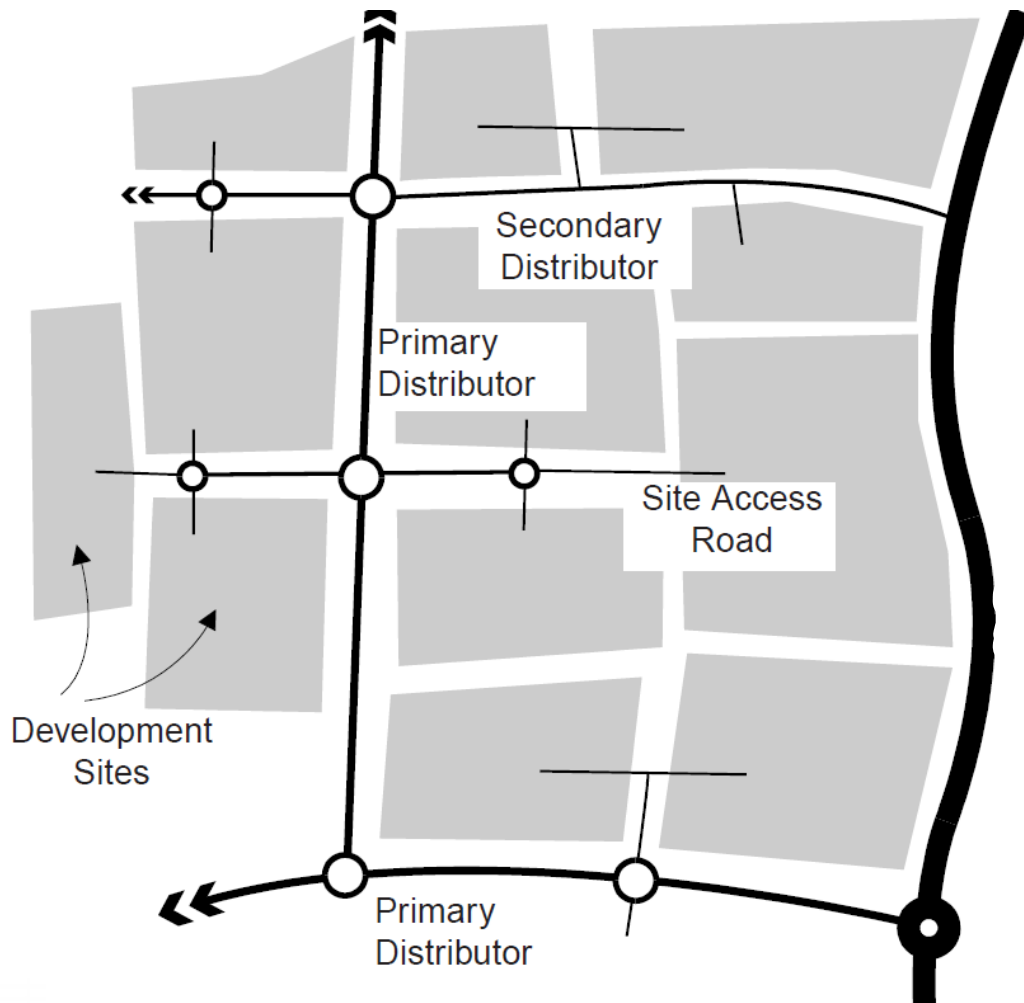 Secondary
Distributor
Primary
Distributor
Site Access
Road
Development
Sites
Primary
Distributor